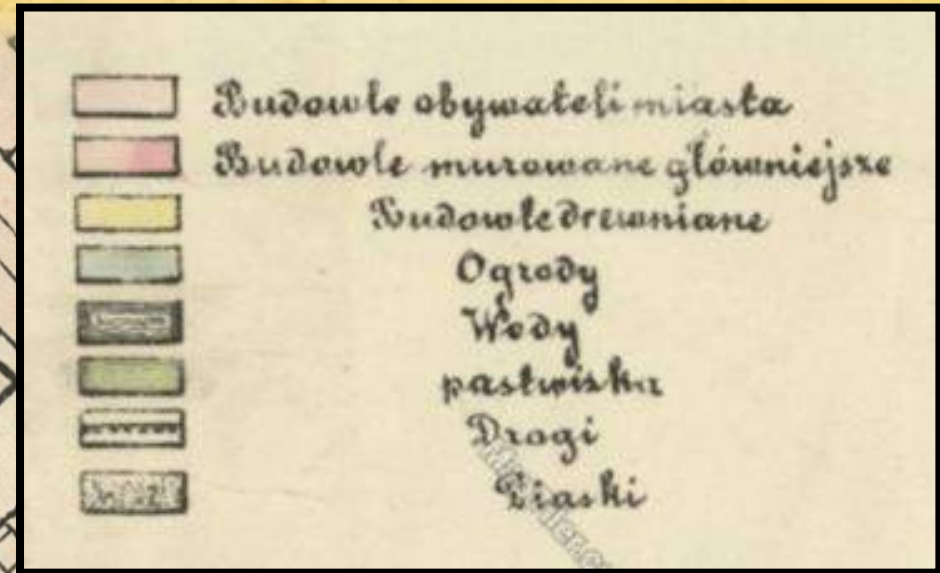 Budowle obywateli miasta
Budowle murowane główniejsze
Budowle drewniane
Ogrody
Wody
pastwiska
Drogi
Piaski